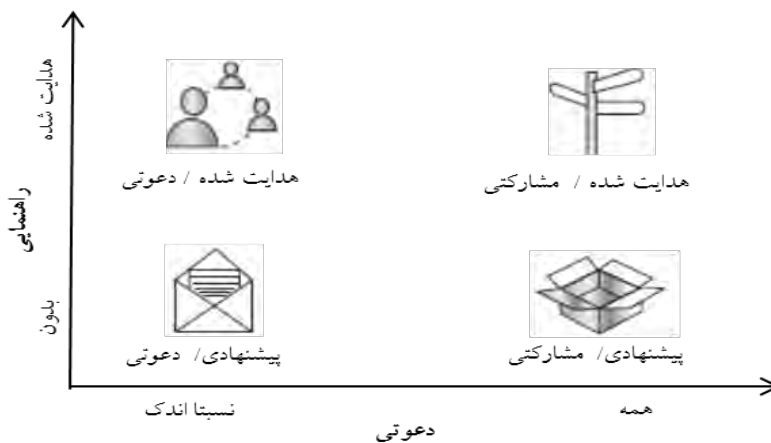 هدایت شده
هدایت شده / دعوتی
هدایت شده / مشارکتی
راهنمایی
بدون
پیشنهادی/ دعوتی
پیشنهادی/ مشارکتی
نسبتا اندک
همه
دعوتی